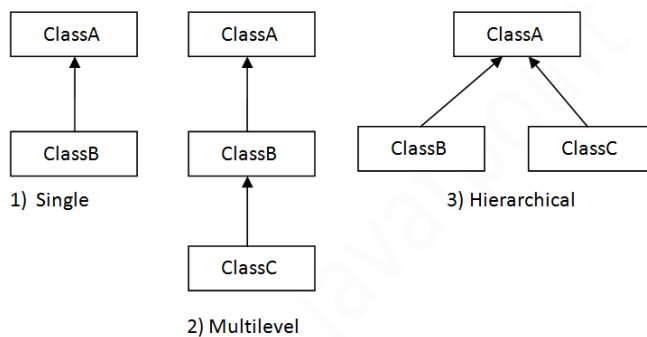 ClassA
ClassB
1) Single
ClassA
ClassB
ClassC
2) Multilevel
ClassA
ClassB
ClassC
3) Hierarchical